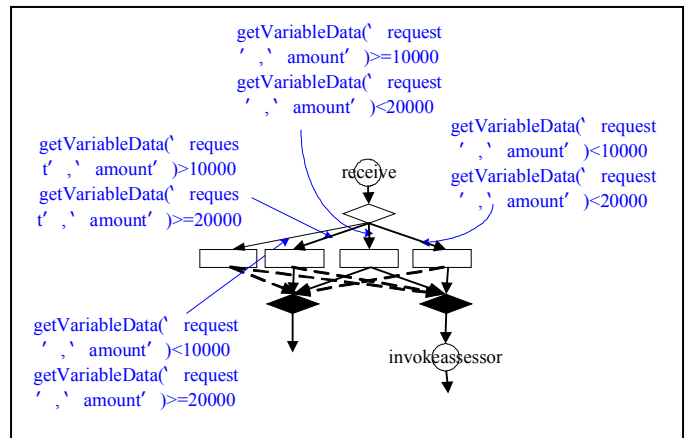 getVariableData(‵ request
′ ,‵ amount′ )>=10000
getVariableData(‵ request
′ ,‵ amount′ )<20000
getVariableData(‵ request
′ ,‵ amount′ )<10000
getVariableData(‵ request
′ ,‵ amount′ )<20000
getVariableData(‵ reques
t′ ,‵ amount′ )>10000
getVariableData(‵ reques
t′ ,‵ amount′ )>=20000
receive
getVariableData(‵ request
′ ,‵ amount′ )<10000
getVariableData(‵ request
′ ,‵ amount′ )>=20000
invokeassessor